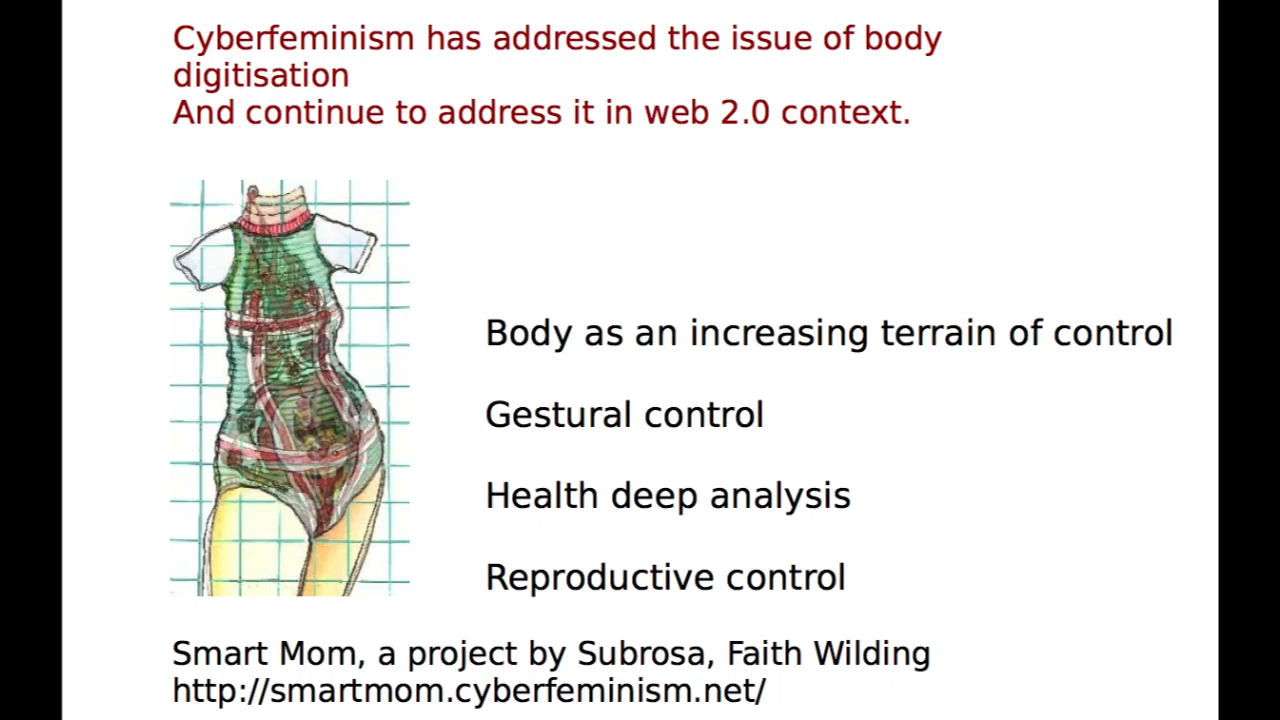 Cyberfeminism has addressed the issue of body
digitisation
And continue to address it in web 2.0 context.
Body as an increasing terrain of control
Gestural control
Health deep analysis
Reproductive control
Smart Mom, a project by Subrosa, Faith Wilding
http://smartmom.cyberfeminism.net/